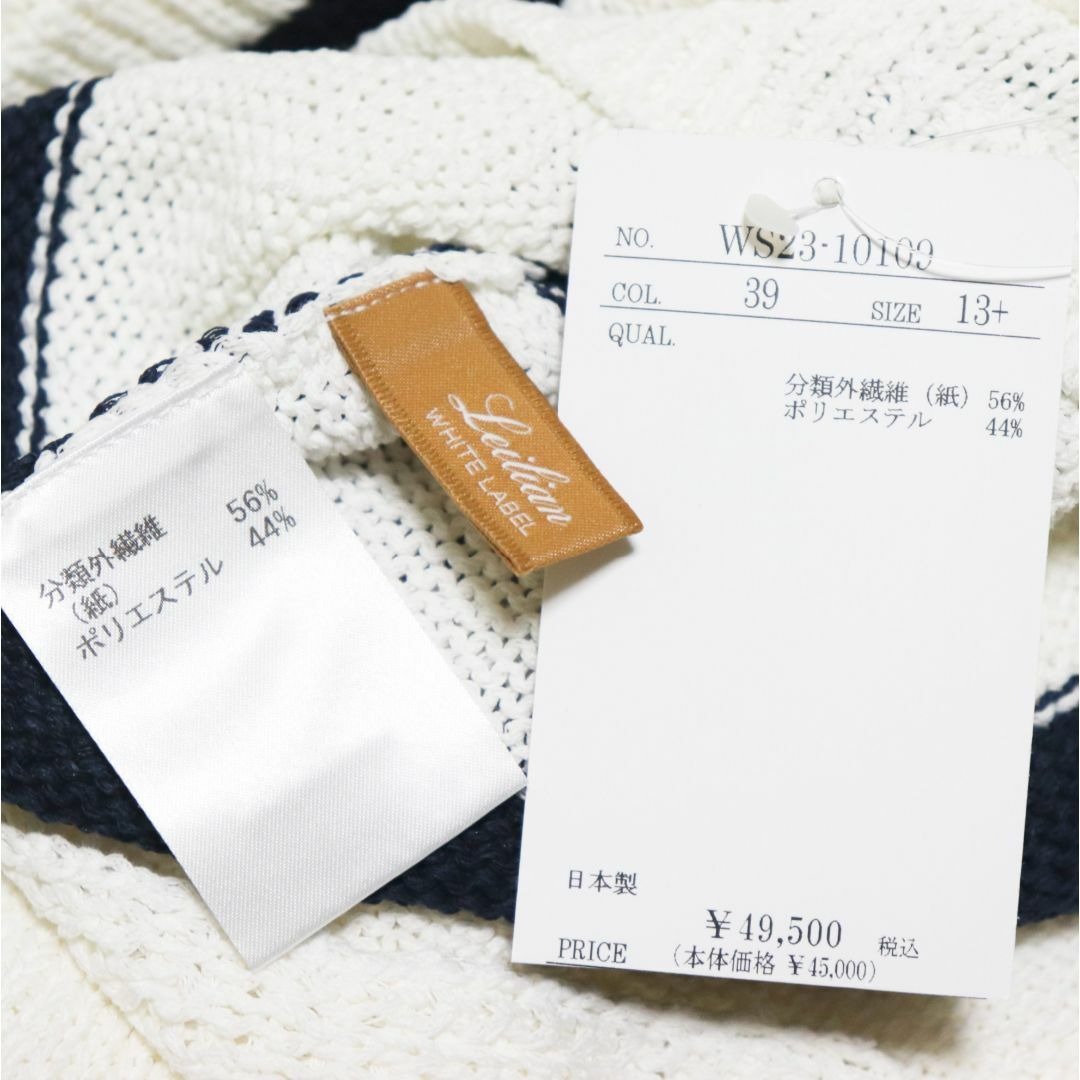 NO. WS23-10109
COL. 39 SIZE 13+
QUAL.
分類外繊維（紙） 56%
ポリエステル 44%
日本製
PRICE ￥49,500 税込
（本体価格 ￥45,000）
Leilian
WHITE LABEL
分類外繊維 56%
（紙）
ポリエステル 44%